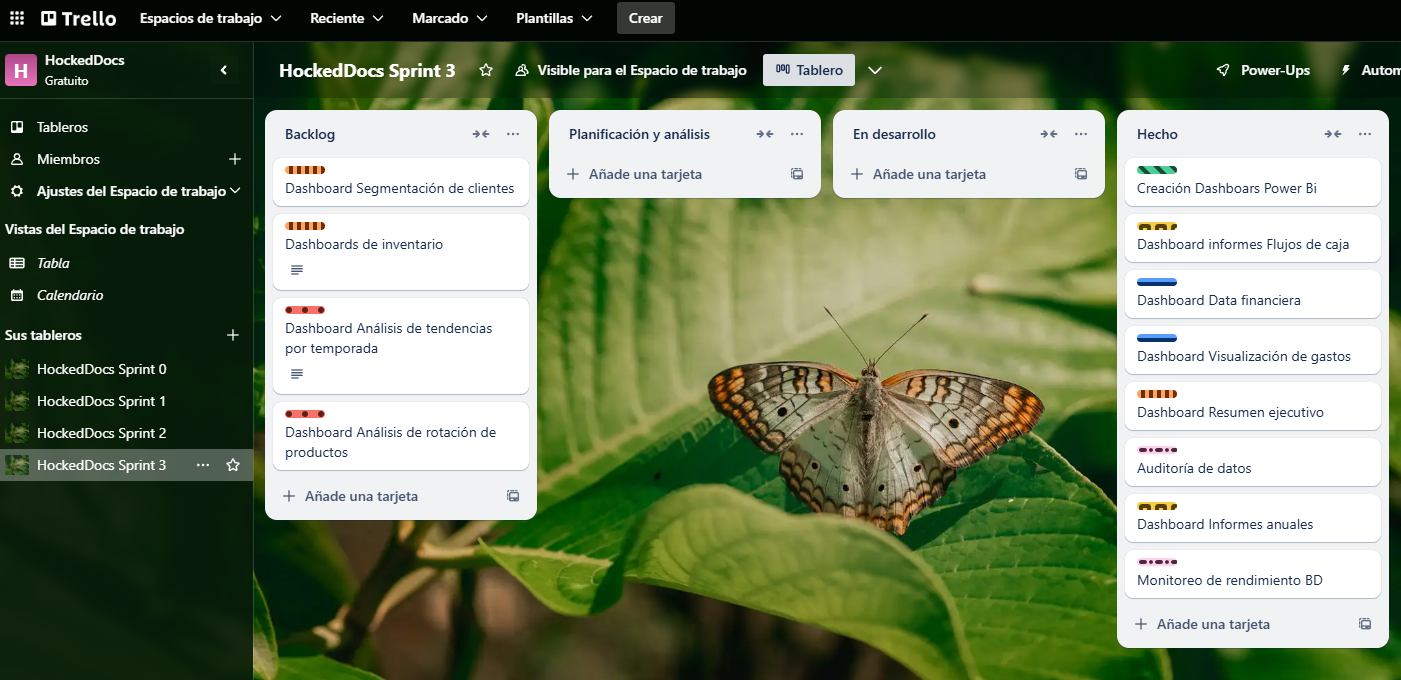 Trello
Espacios de trabajo
Reciente
Marcado
Plantillas
Crear
H
HockedDocs
Gratuito
Tableros
Miembros
Ajustes del Espacio de trabajo
Vistas del Espacio de trabajo
Tabla
Calendario
Sus tableros
HockedDocs Sprint 0
HockedDocs Sprint 1
HockedDocs Sprint 2
HockedDocs Sprint 3
HockedDocs Sprint 3
Visible para el Espacio de trabajo
Tablero
Power-Ups
Autom
Backlog
Dashboard Segmentación de clientes
Dashboards de inventario
Dashboard Análisis de tendencias
por temporada
Dashboard Análisis de rotación de
productos
Añade una tarjeta
Planificación y análisis
Añade una tarjeta
En desarrollo
Añade una tarjeta
Hecho
Creación Dashboars Power Bi
Dashboard informes Flujos de caja
Dashboard Data financiera
Dashboard Visualización de gastos
Dashboard Resumen ejecutivo
Auditoría de datos
Dashboard Informes anuales
Monitoreo de rendimiento BD
Añade una tarjeta